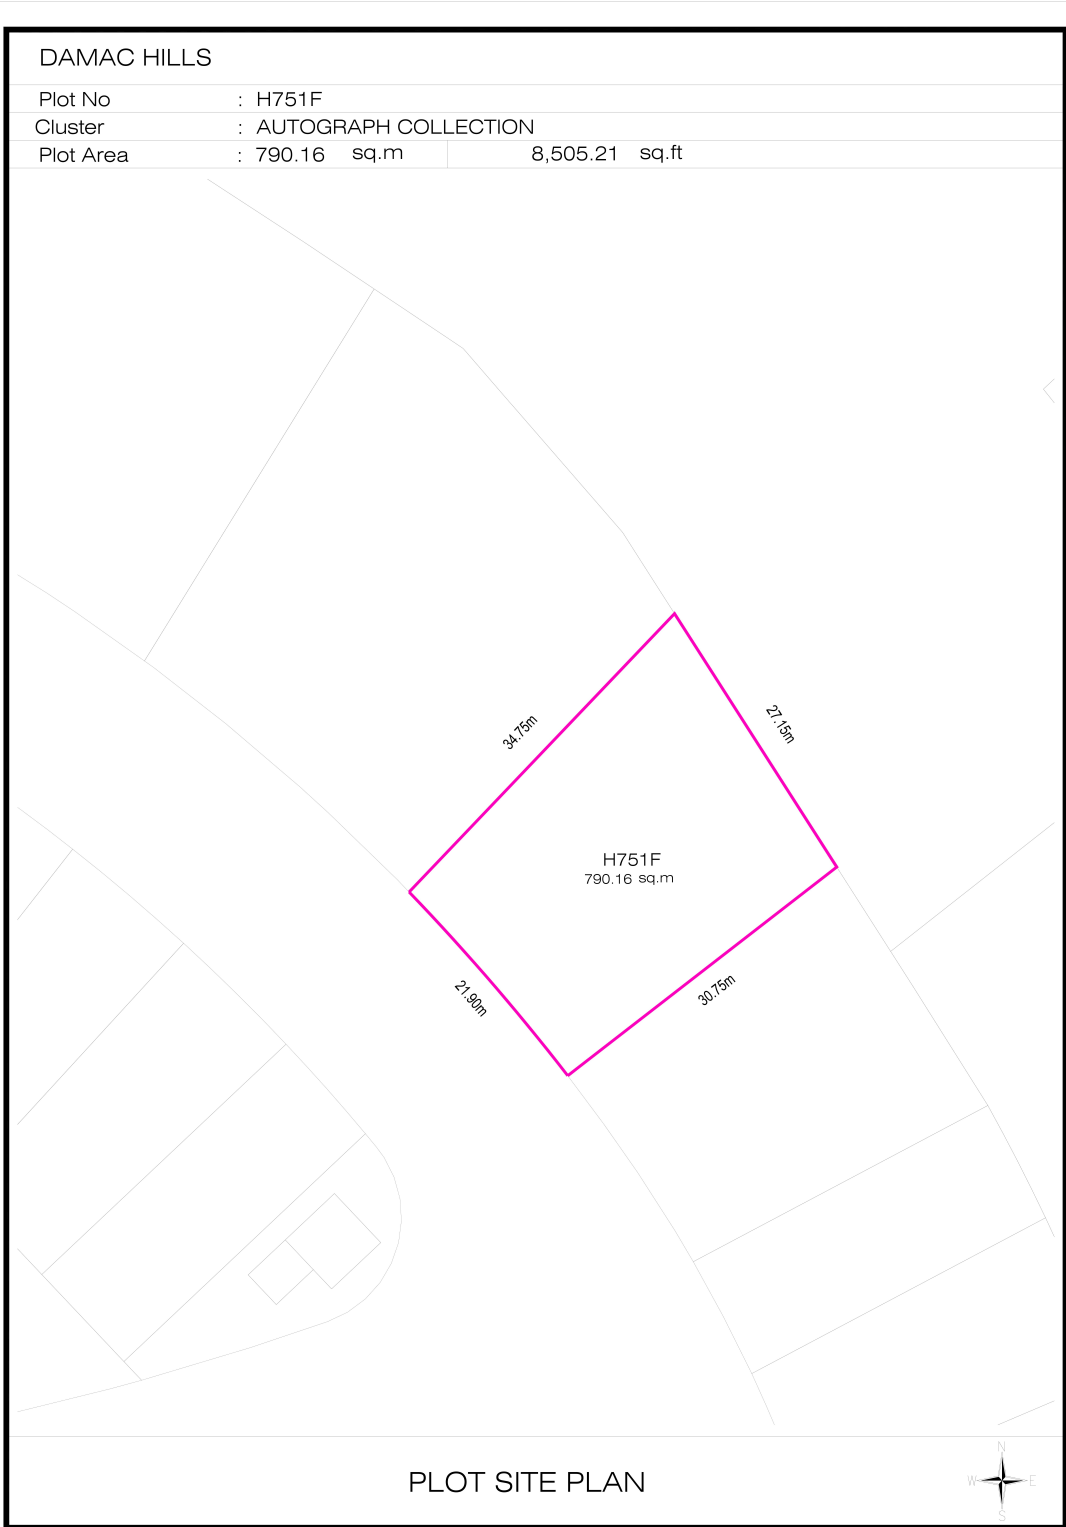 DAMAC HILLS
Plot No : H751F
Cluster : AUTOGRAPH COLLECTION
Plot Area : 790.16 sq.m 8,505.21 sq.ft
34.75m
27.15m
H751F
790.16 sq.m
21.90m
30.75m
PLOT SITE PLAN
N
W E
S